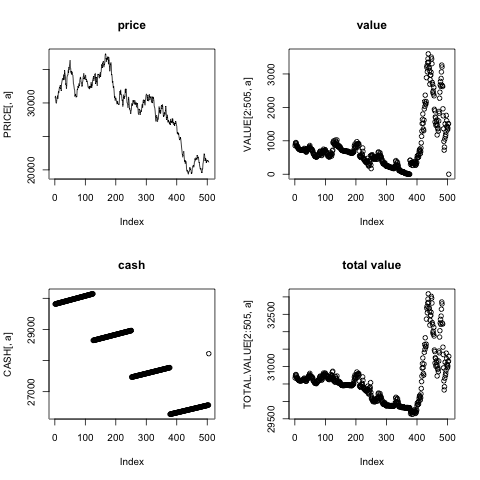 price
PRICE[, a]
20000
30000
0
100
200
300
400
500
Index
value
VALUE[2:505, a]
0
1000
2000
3000
0
100
200
300
400
500
Index
cash
CASH[, a]
27000
29000
0
100
200
300
400
500
Index
total value
TOTAL.VALUE[2:505, a]
29500
31000
32500
0
100
200
300
400
500
Index